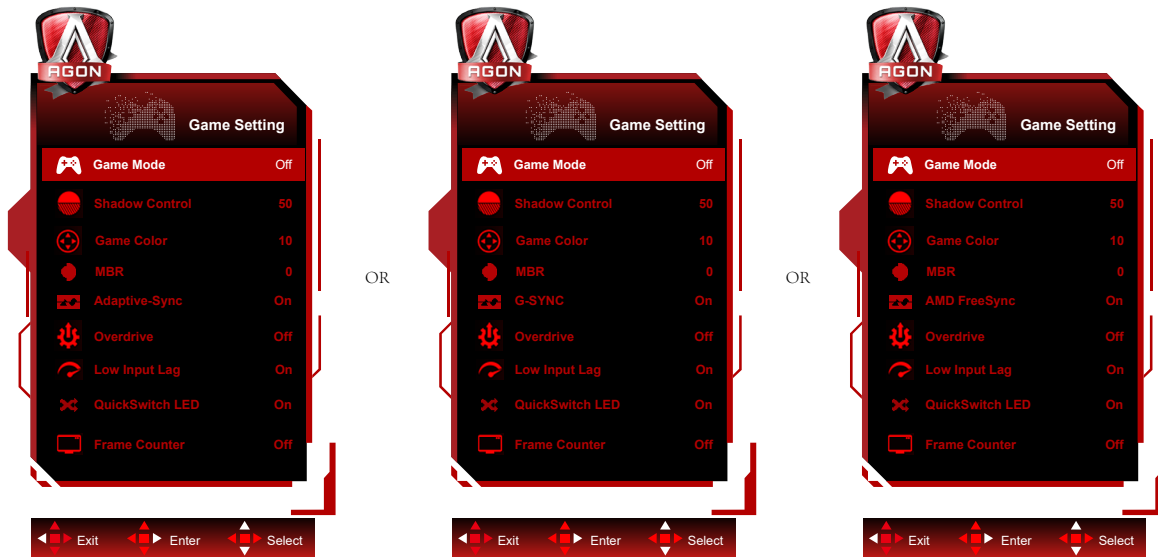 AGON
Game Setting
Game Mode Off
Shadow Control 50
Game Color 10
MBR 0
Adaptive-Sync On
Overdrive Off
Low Input Lag On
QuickSwitch LED On
Frame Counter Off
Exit Enter Select
OR
AGON
Game Setting
Game Mode Off
Shadow Control 50
Game Color 10
MBR 0
G-SYNC On
Overdrive Off
Low Input Lag On
QuickSwitch LED On
Frame Counter Off
Exit Enter Select
OR
AGON
Game Setting
Game Mode Off
Shadow Control 50
Game Color 10
MBR 0
AMD FreeSync On
Overdrive Off
Low Input Lag On
QuickSwitch LED On
Frame Counter Off
Exit Enter Select